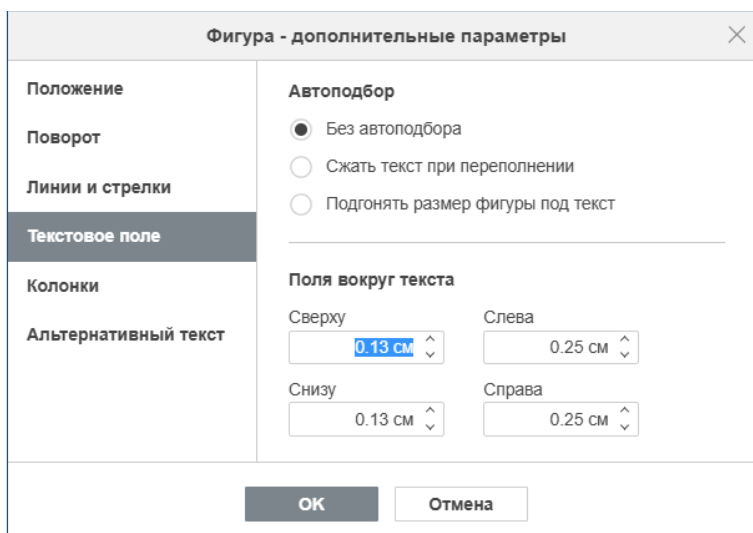 Фигура - дополнительные параметры
Положение
Поворот
Линии и стрелки
Текстовое поле
Колонки
Альтернативный текст
Автоподбор
Без автоподбора
Сжать текст при переполнении
Подгонять размер фигуры под текст
Поля вокруг текста
Сверху
Слева
0.13 см
0.25 см
Снизу
Справа
0.13 см
0.25 см
OK
Отмена